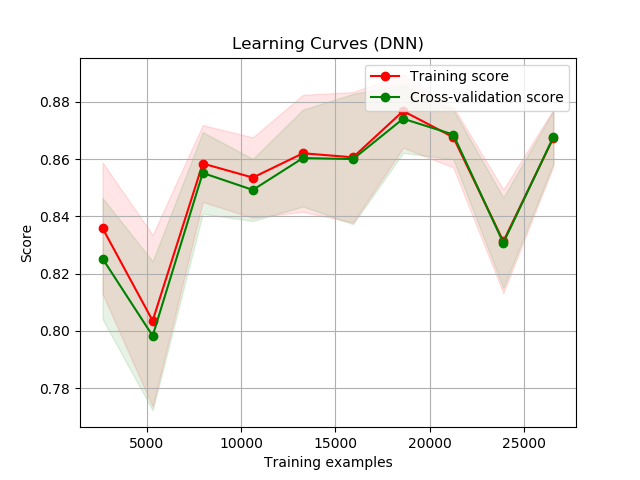 Learning Curves (DNN)
Training score
Cross-validation score
0.88
0.86
0.84
0.82
0.80
0.78
Score
5000 10000 15000 20000 25000
Training examples